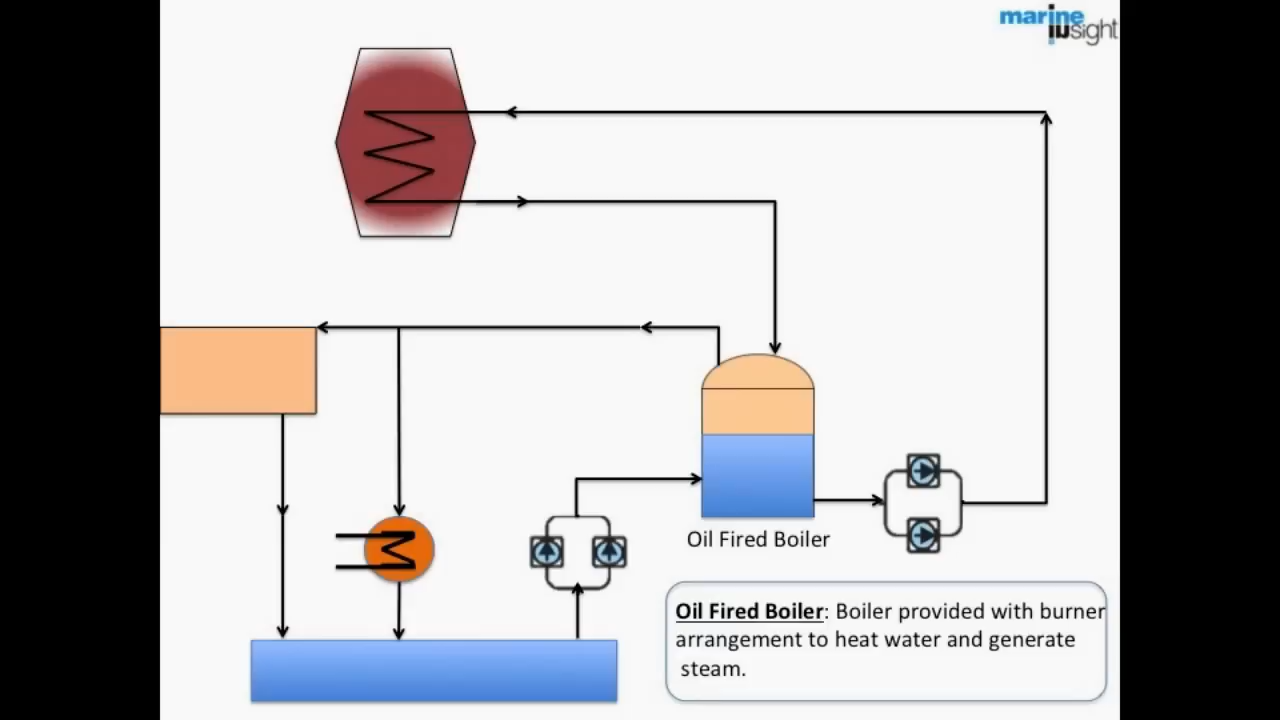 marine
insight
Oil Fired Boiler
Oil Fired Boiler: Boiler provided with burner
arrangement to heat water and generate
steam.